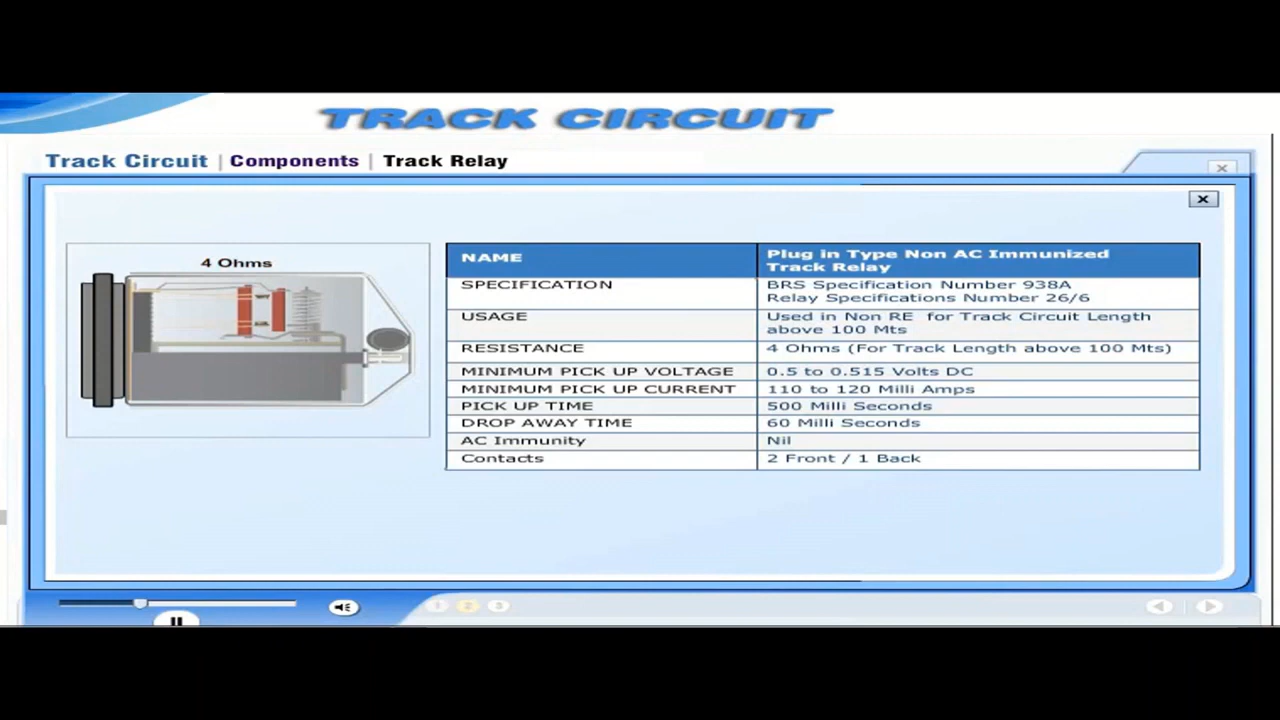 TRACK CIRCUIT
Track Circuit | Components | Track Relay
4 Ohms
NAME
Plug in Type Non AC Immunized
Track Relay
SPECIFICATION
BRS Specification Number 938A
Relay Specifications Number 26/6
USAGE
Used in Non RE for Track Circuit Length
above 100 Mts
RESISTANCE
4 Ohms (For Track Length above 100 Mts)
MINIMUM PICK UP VOLTAGE
0.5 to 0.515 Volts DC
MINIMUM PICK UP CURRENT
110 to 120 Milli Amps
PICK UP TIME
500 Milli Seconds
DROP AWAY TIME
60 Milli Seconds
AC Immunity
Nil
Contacts
2 Front / 1 Back
1 2 3